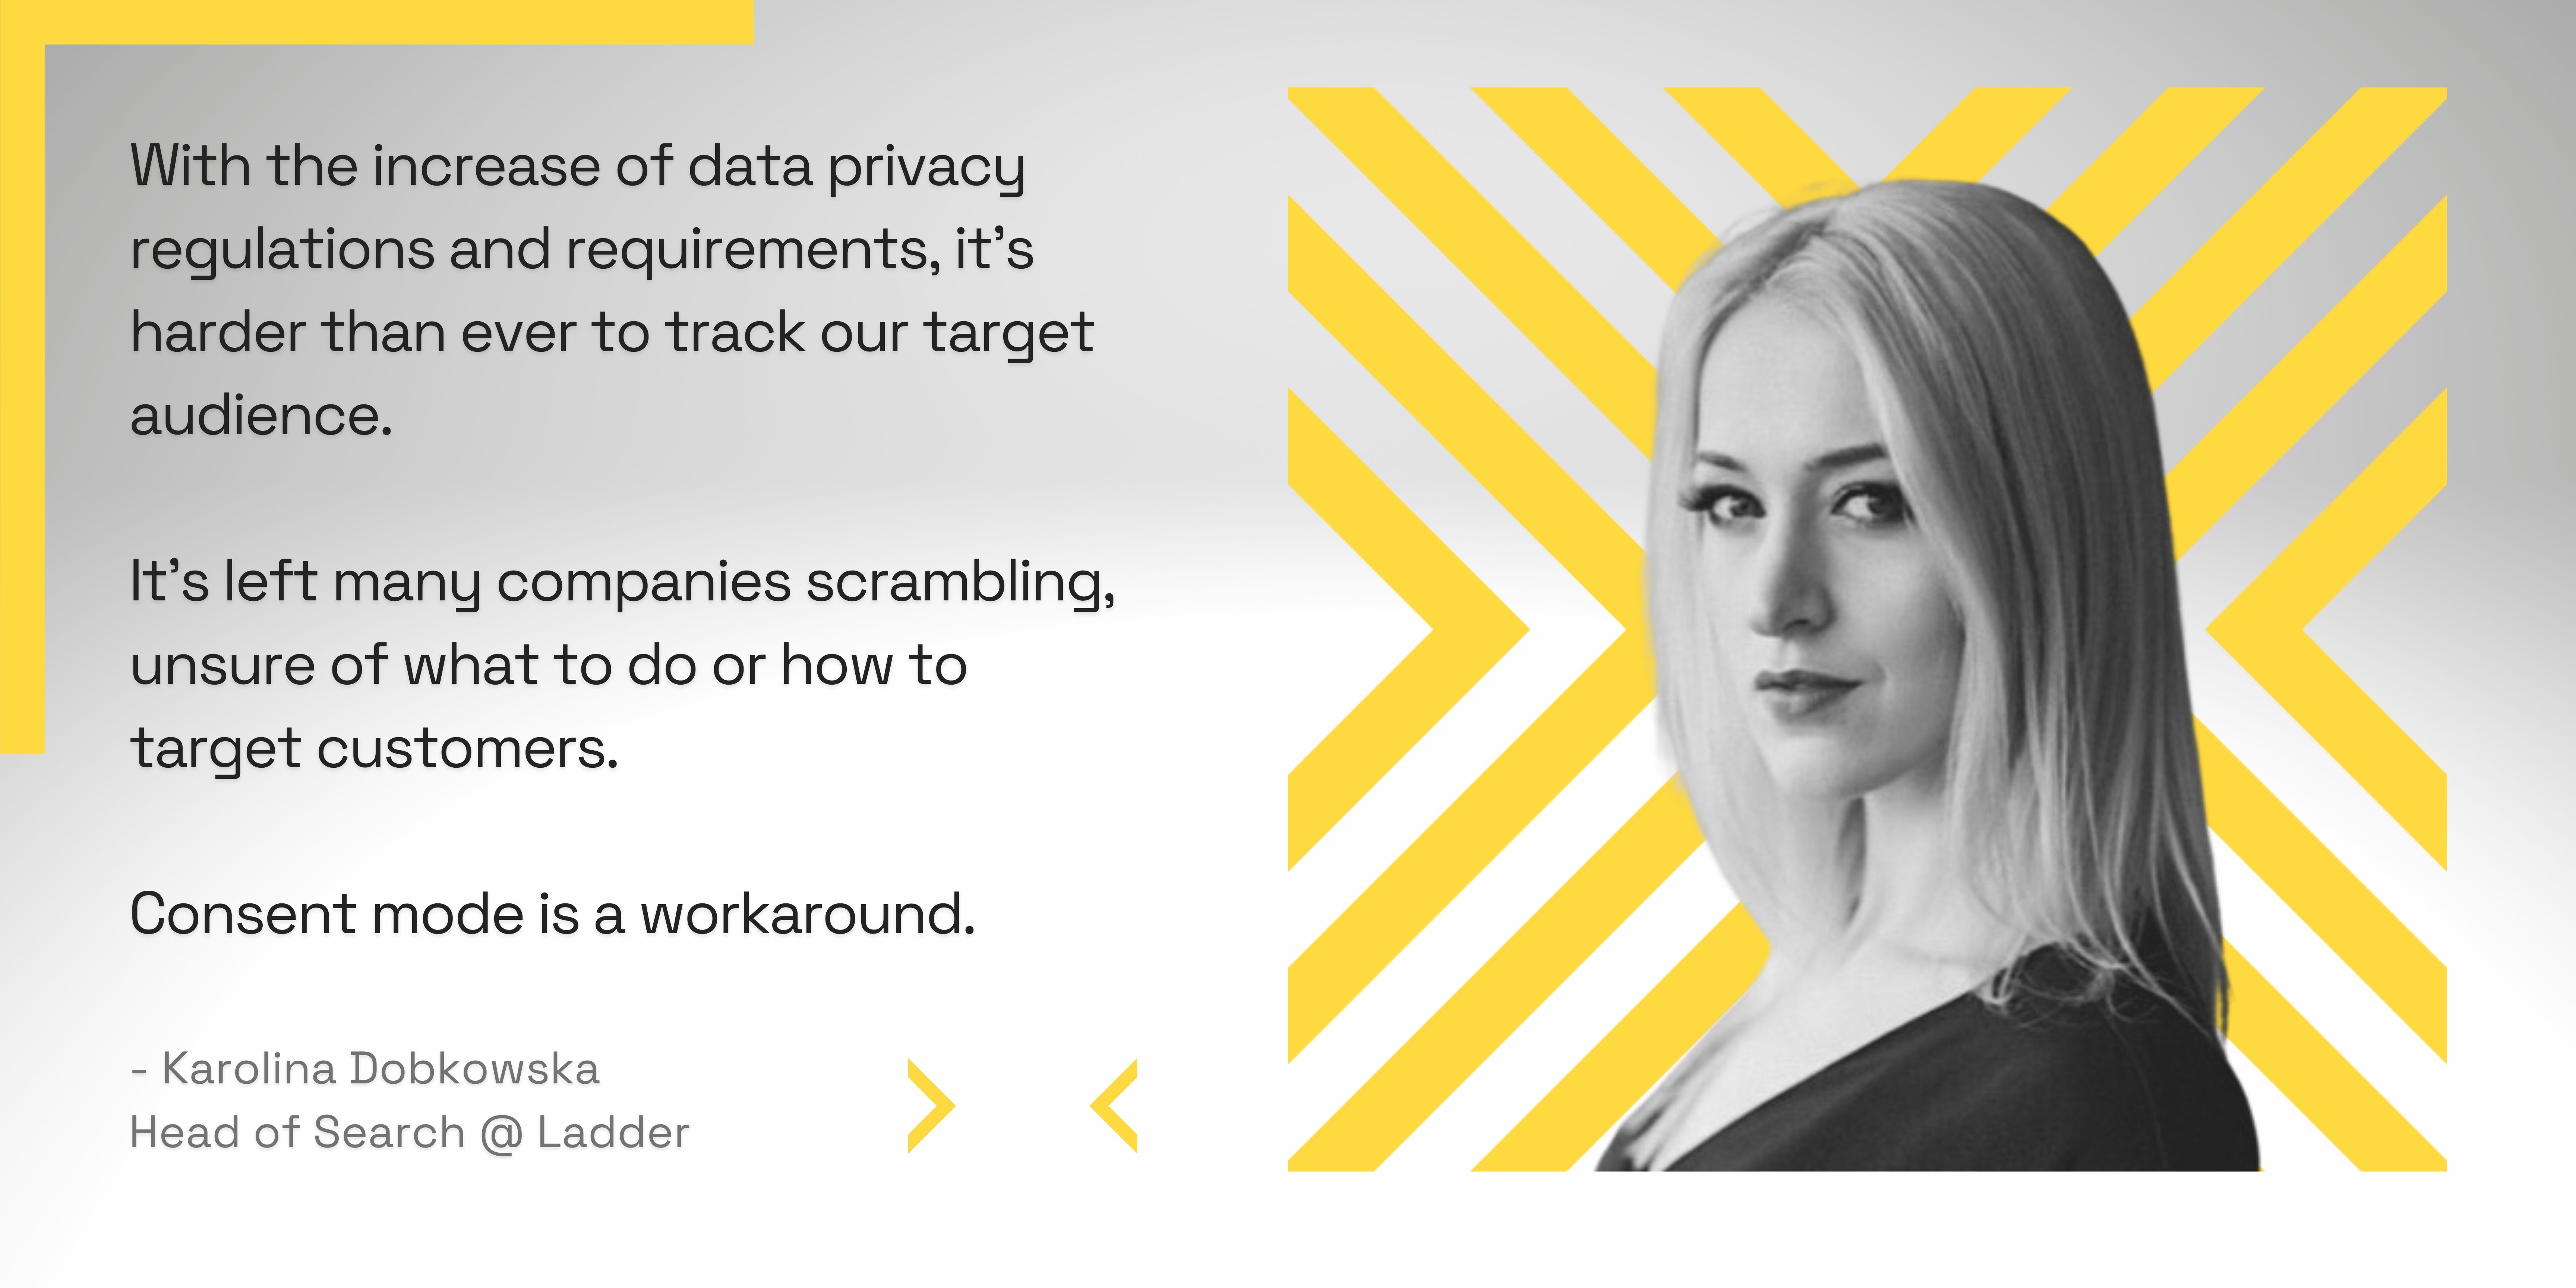 With the increase of data privacy
regulations and requirements, it’s
harder than ever to track our target
audience.
It’s left many companies scrambling,
unsure of what to do or how to
target customers.
Consent mode is a workaround.
- Karolina Dobkowska
Head of Search @ Ladder